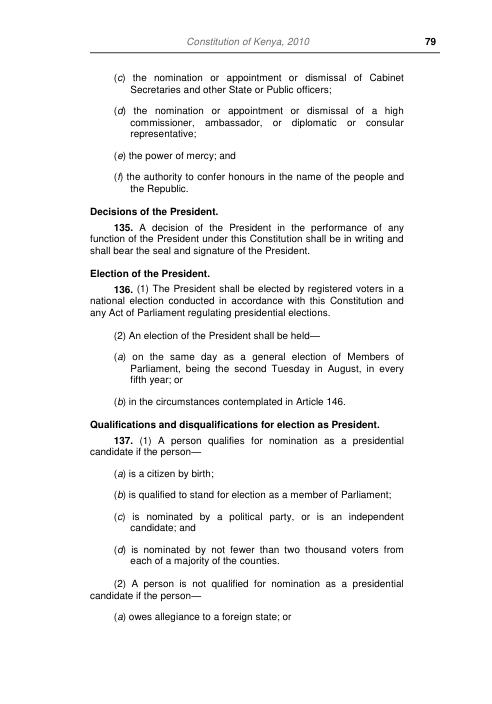 Constitution of Kenya, 2010 79
(c) the nomination or appointment or dismissal of Cabinet
Secretaries and other State or Public officers;
(d) the nomination or appointment or dismissal of a high
commissioner, ambassador, or diplomatic or consular
representative;
(e) the power of mercy; and
(f) the authority to confer honours in the name of the people and
the Republic.
Decisions of the President.
135. A decision of the President in the performance of any
function of the President under this Constitution shall be in writing and
shall bear the seal and signature of the President.
Election of the President.
136. (1) The President shall be elected by registered voters in a
national election conducted in accordance with this Constitution and
any Act of Parliament regulating presidential elections.
(2) An election of the President shall be held—
(a) on the same day as a general election of Members of
Parliament, being the second Tuesday in August, in every
fifth year; or
(b) in the circumstances contemplated in Article 146.
Qualifications and disqualifications for election as President.
137. (1) A person qualifies for nomination as a presidential
candidate if the person—
(a) is a citizen by birth;
(b) is qualified to stand for election as a member of Parliament;
(c) is nominated by a political party, or is an independent
candidate; and
(d) is nominated by not fewer than two thousand voters from
each of a majority of the counties.
(2) A person is not qualified for nomination as a presidential
candidate if the person—
(a) owes allegiance to a foreign state; or